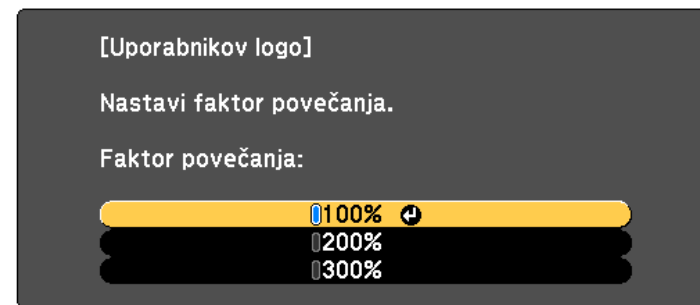 [Uporabnikov logo]
Nastavi faktor povečanja.
Faktor povečanja:
100%
200%
300%